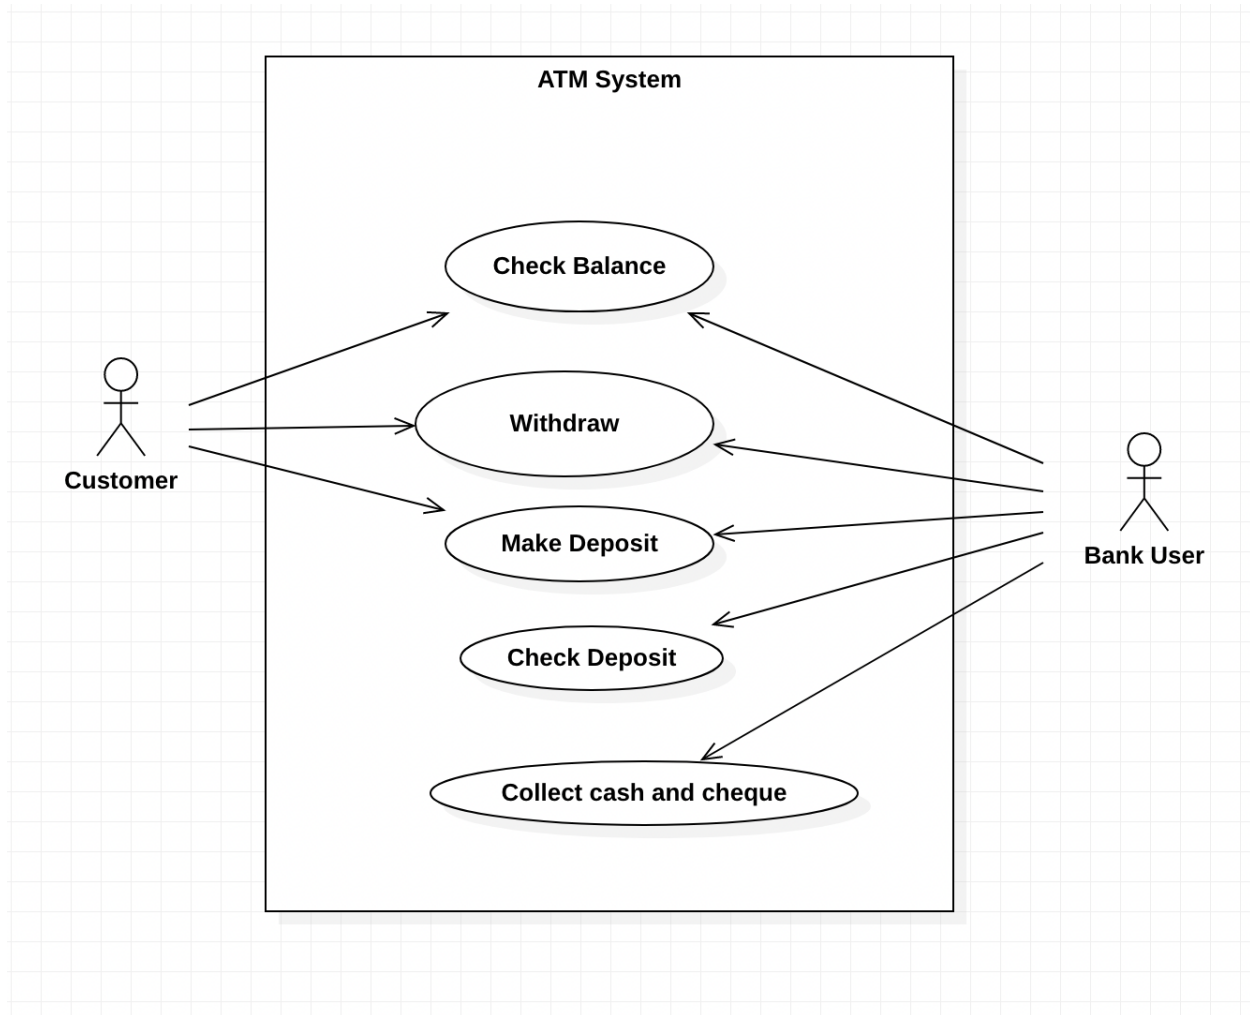 ATM System
Check Balance
Withdraw
Customer
Make Deposit
Bank User
Check Deposit
Collect cash and cheque